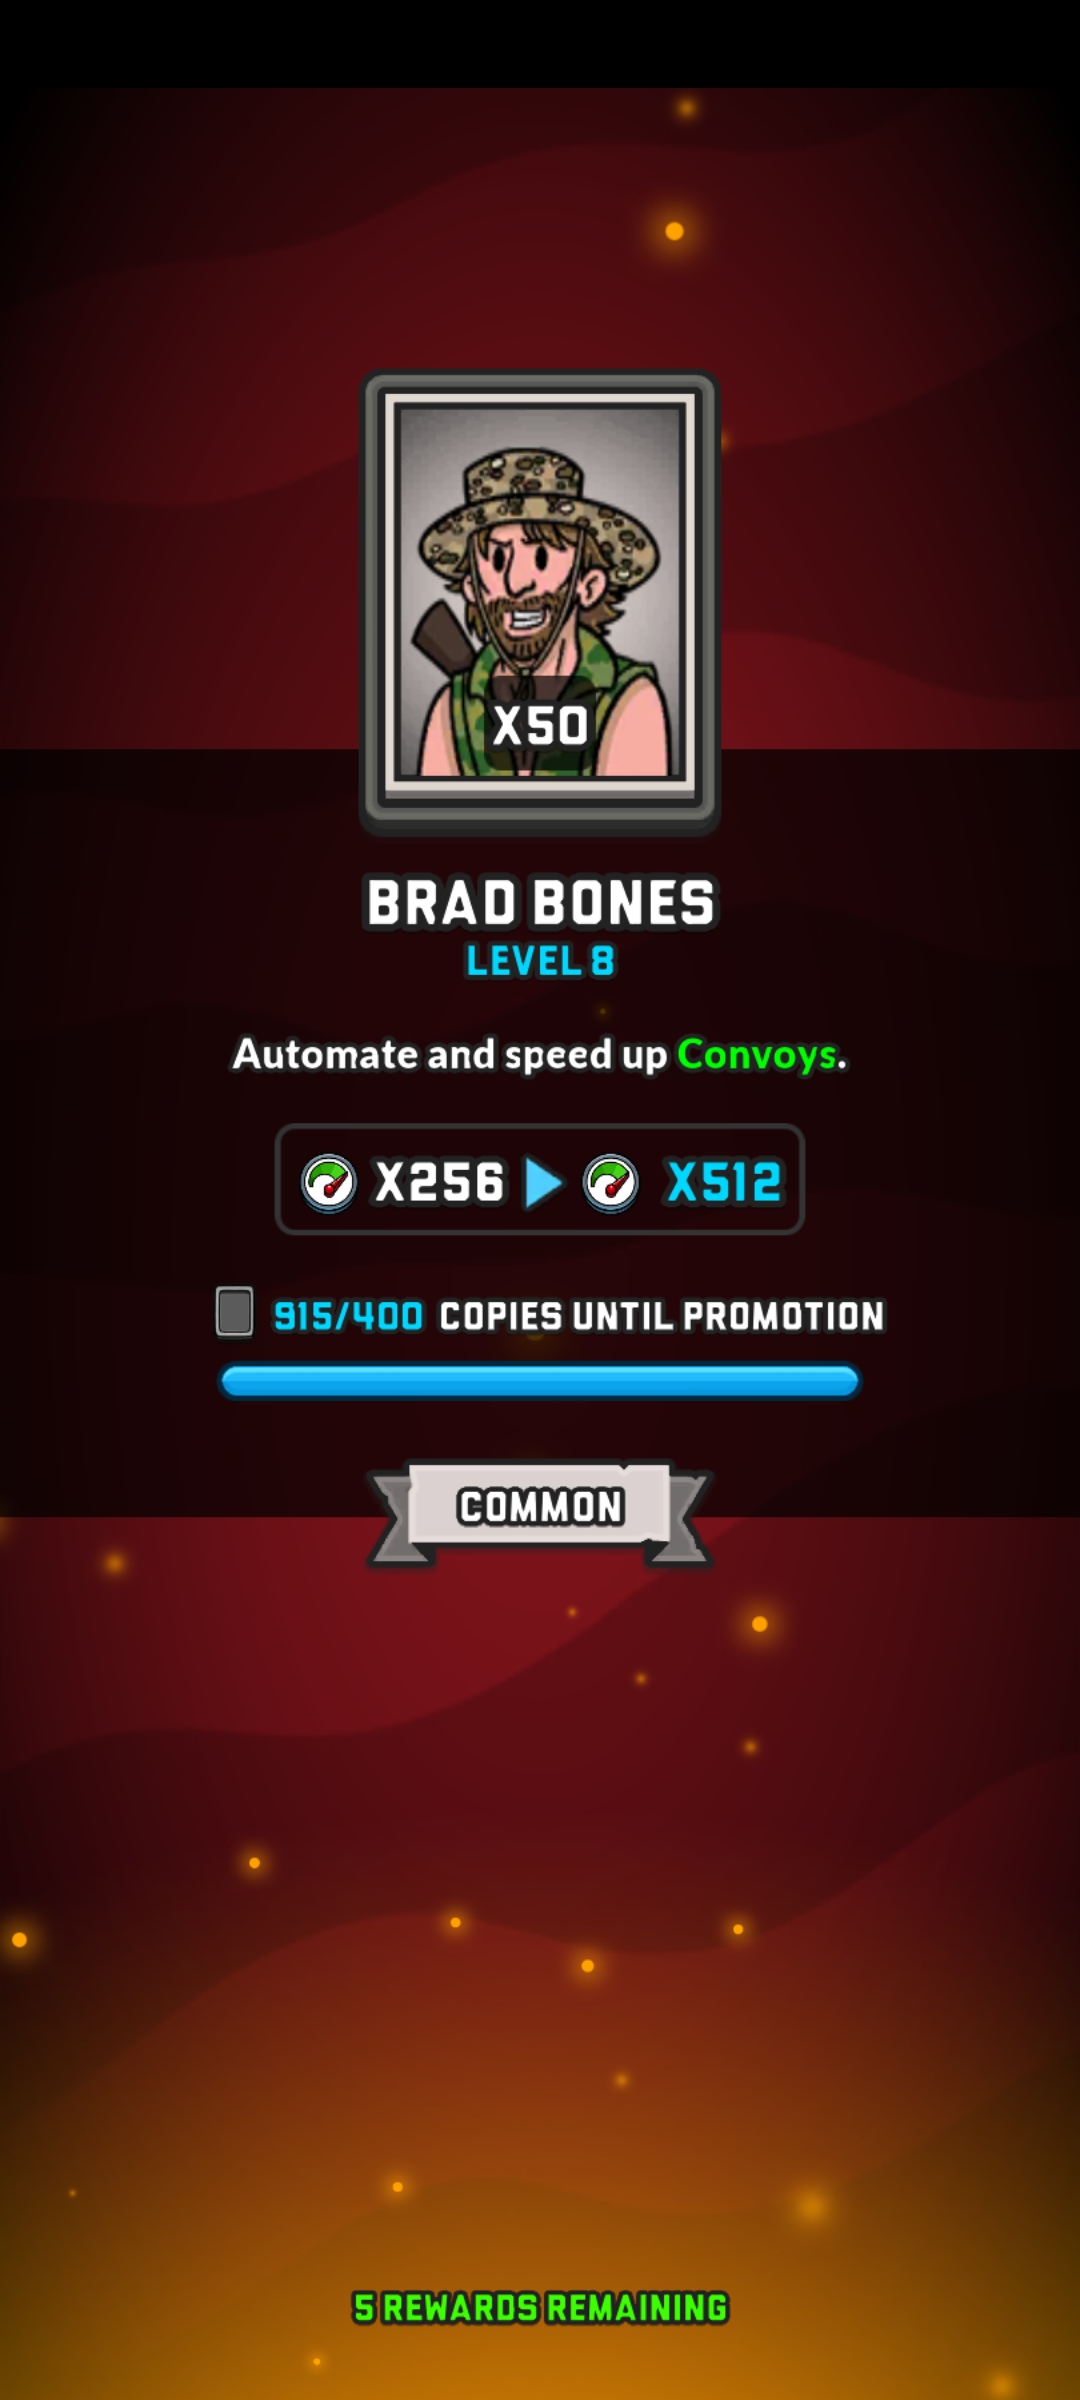 X50
BRAD BONES
LEVEL 8
Automate and speed up Convoys.
X256 X512
915/400 COPIES UNTIL PROMOTION
COMMON
5 REWARDS REMAINING